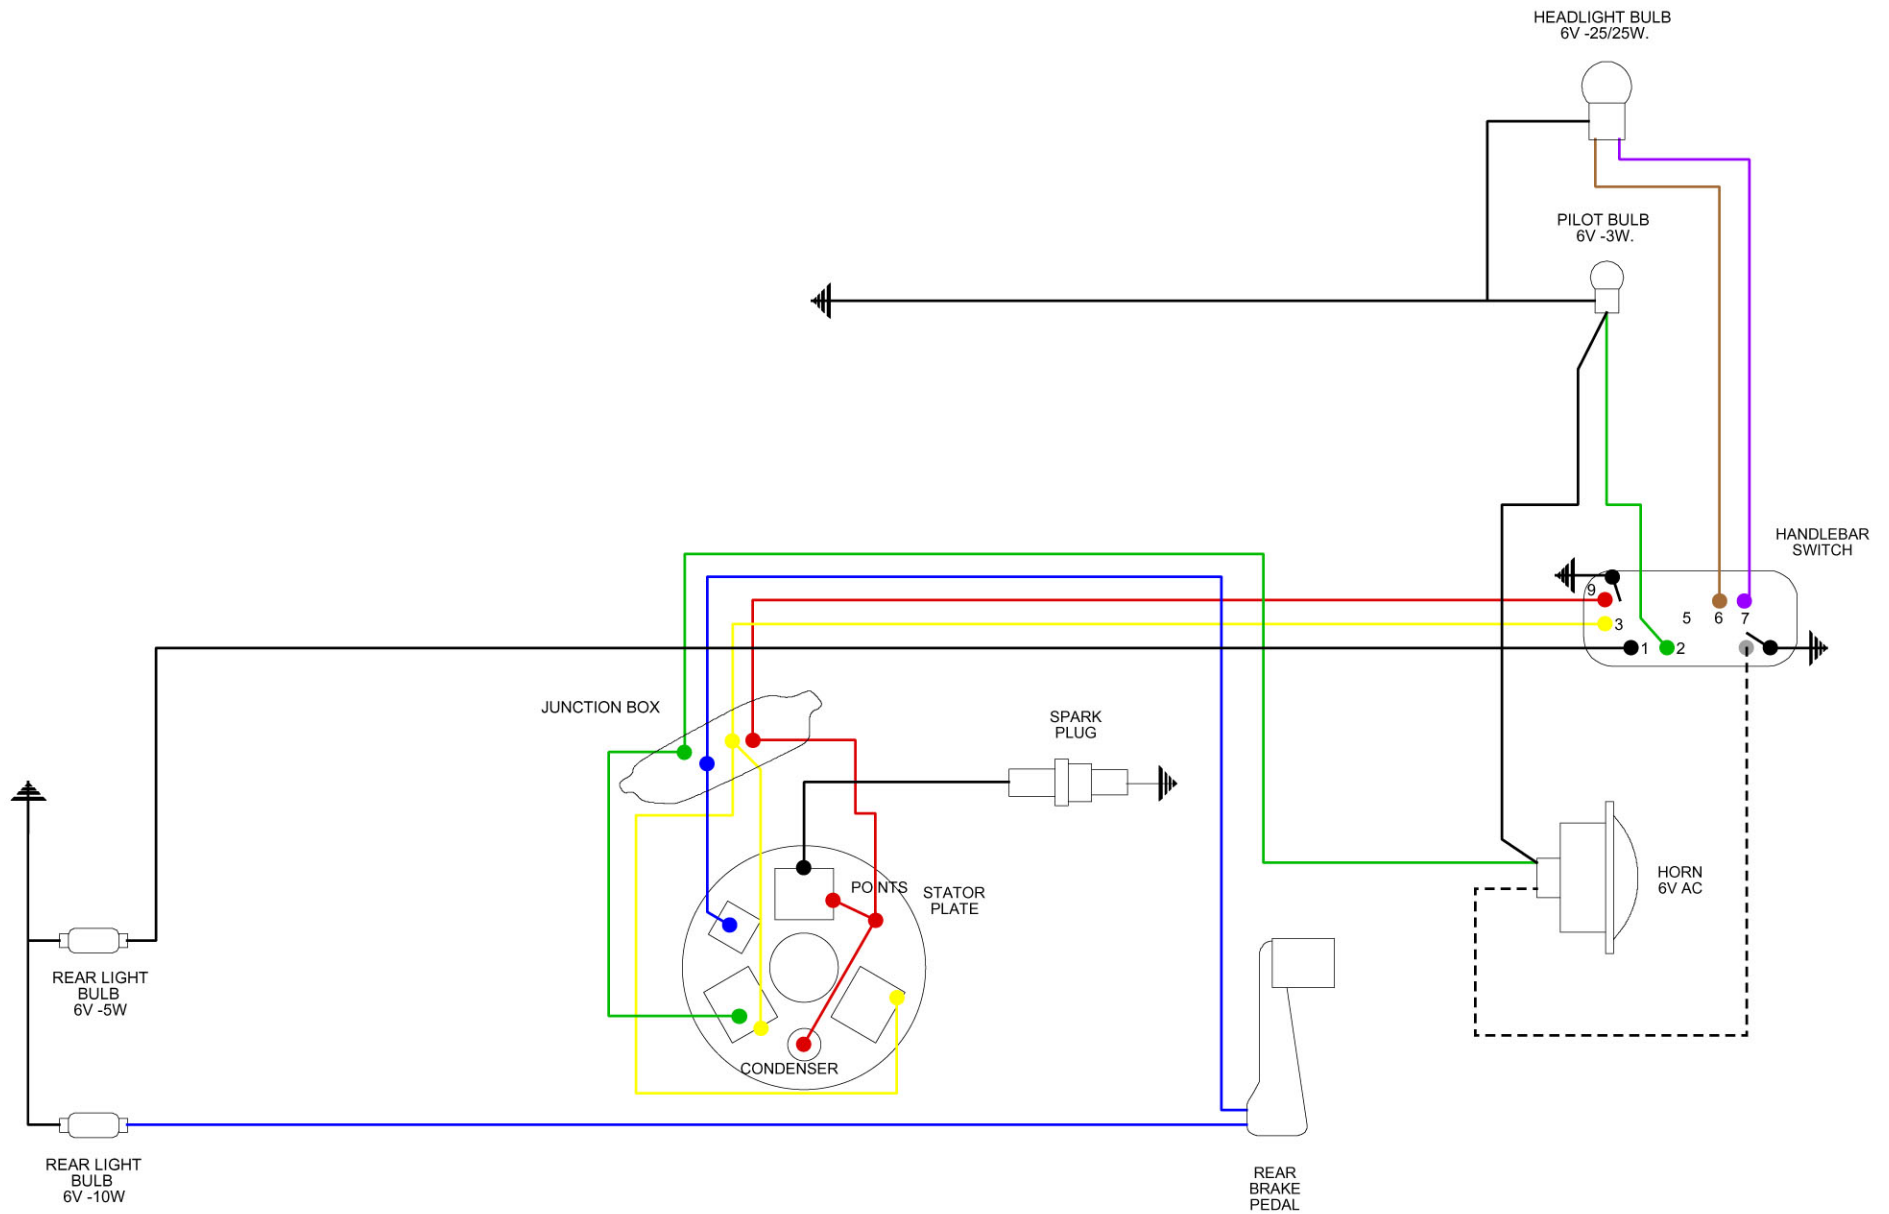 HEADLIGHT BULB
6V -25/25W.
PILOT BULB
6V -3W.
HANDLEBAR
SWITCH
9
3
5
6
7
1
2
JUNCTION BOX
SPARK
PLUG
POINTS
STATOR
PLATE
HORN
6V AC
CONDENSER
REAR LIGHT
BULB
6V -5W
REAR LIGHT
BULB
6V -10W
REAR
BRAKE
PEDAL